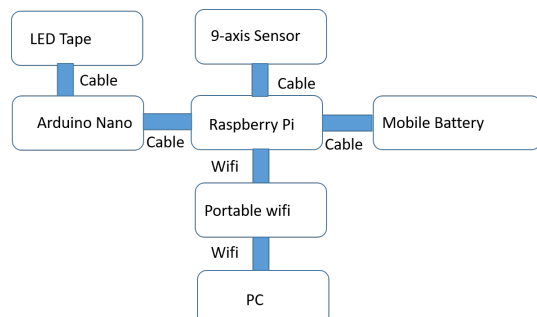 LED Tape
9-axis Sensor
Cable
Cable
Arduino Nano
Raspberry Pi
Mobile Battery
Cable
Cable
Wifi
Portable wifi
Wifi
PC